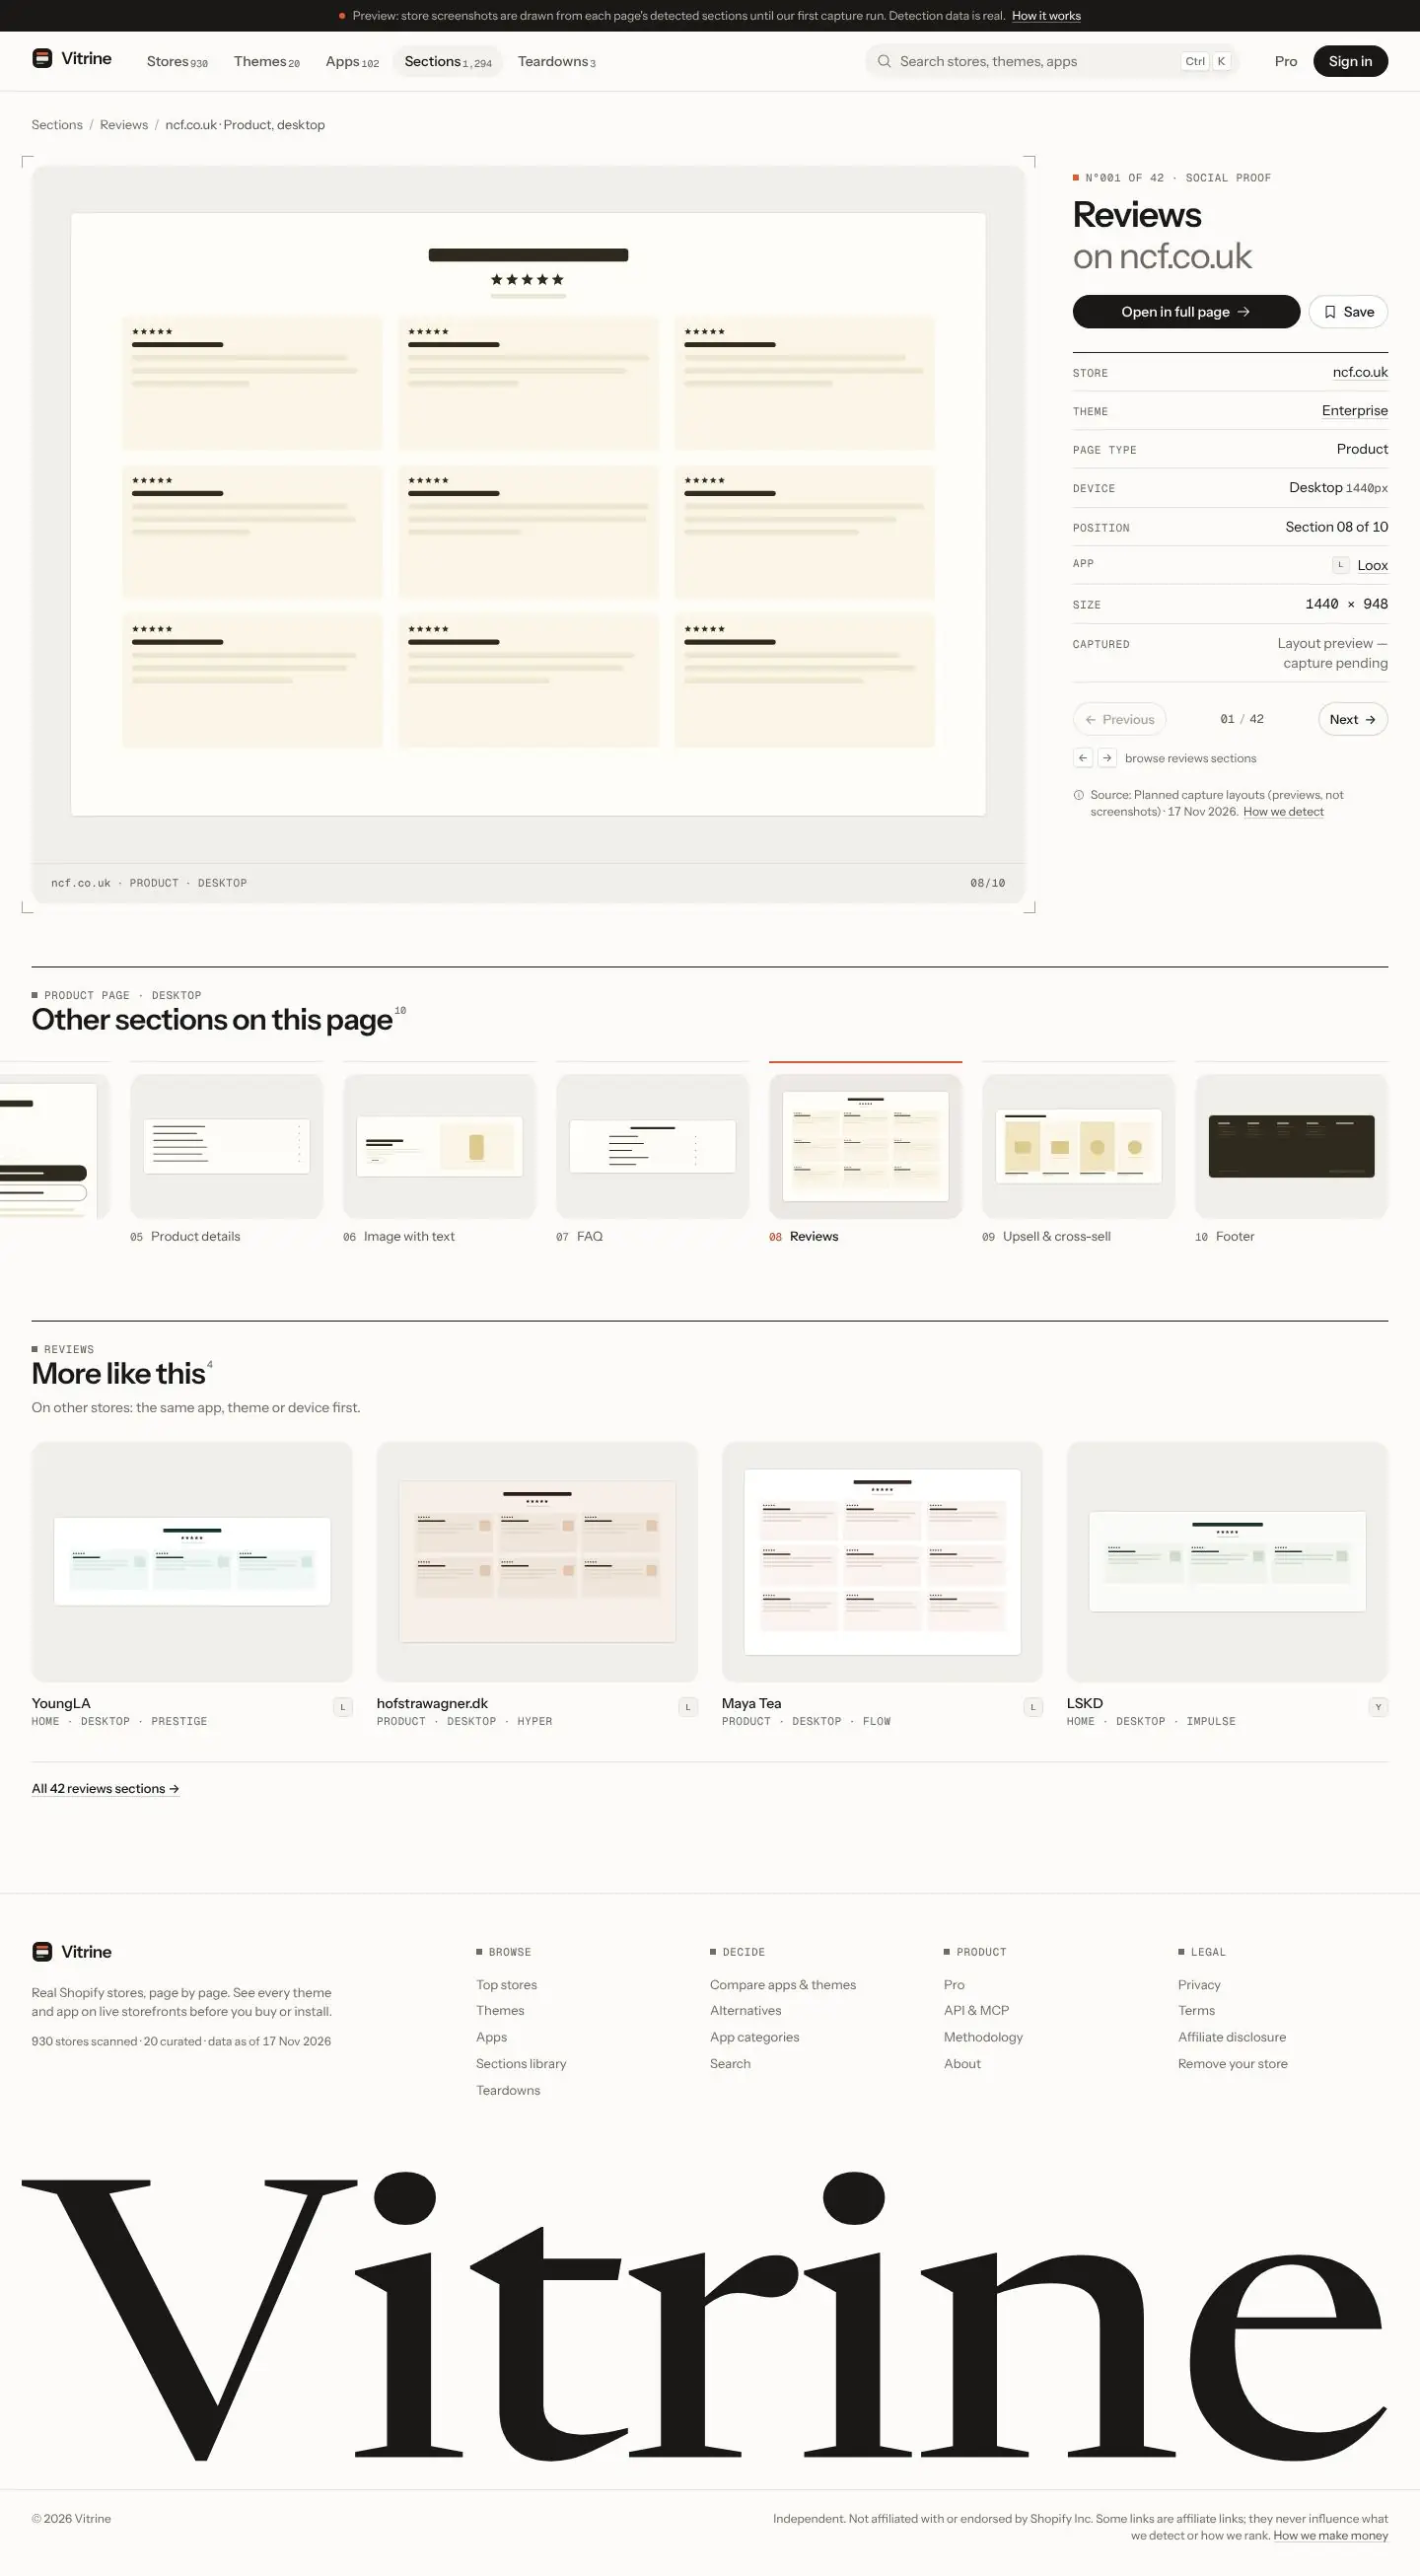 Preview: store screenshots are drawn from each page's detected sections until our first capture run. Detection data is real. How it works
Vitrine
Stores 930
Themes 20
Apps 102
Sections 1,294
Teardowns 3
Search stores, themes, apps
Ctrl K
Pro
Sign in
Sections / Reviews / ncf.co.uk · Product, desktop
N°001 OF 42 · SOCIAL PROOF
Reviews
on ncf.co.uk
Open in full page →
Save
STORE ncf.co.uk
THEME Enterprise
PAGE TYPE Product
DEVICE Desktop 1440px
POSITION Section 08 of 10
APP L Loox
SIZE 1440 × 948
CAPTURED Layout preview —
capture pending
← Previous 01 / 42 Next →
← → browse reviews sections
Source: Planned capture layouts (previews, not
screenshots) · 17 Nov 2026. How we detect
ncf.co.uk · PRODUCT · DESKTOP 08/10
PRODUCT PAGE · DESKTOP
Other sections on this page 10
05 Product details
06 Image with text
07 FAQ
08 Reviews
09 Upsell & cross-sell
10 Footer
REVIEWS
More like this 4
On other stores: the same app, theme or device first.
YoungLA L
HOME · DESKTOP · PRESTIGE
hofstrawagner.dk L
PRODUCT · DESKTOP · HYPER
Maya Tea L
PRODUCT · DESKTOP · FLOW
LSKD Y
HOME · DESKTOP · IMPULSE
All 42 reviews sections →
Vitrine
Real Shopify stores, page by page. See every theme
and app on live storefronts before you buy or install.
930 stores scanned · 20 curated · data as of 17 Nov 2026
BROWSE
Top stores
Themes
Apps
Sections library
Teardowns
DECIDE
Compare apps & themes
Alternatives
App categories
Search
PRODUCT
Pro
API & MCP
Methodology
About
LEGAL
Privacy
Terms
Affiliate disclosure
Remove your store
Vitrine
© 2026 Vitrine
Independent. Not affiliated with or endorsed by Shopify Inc. Some links are affiliate links; they never influence what
we detect or how we rank. How we make money